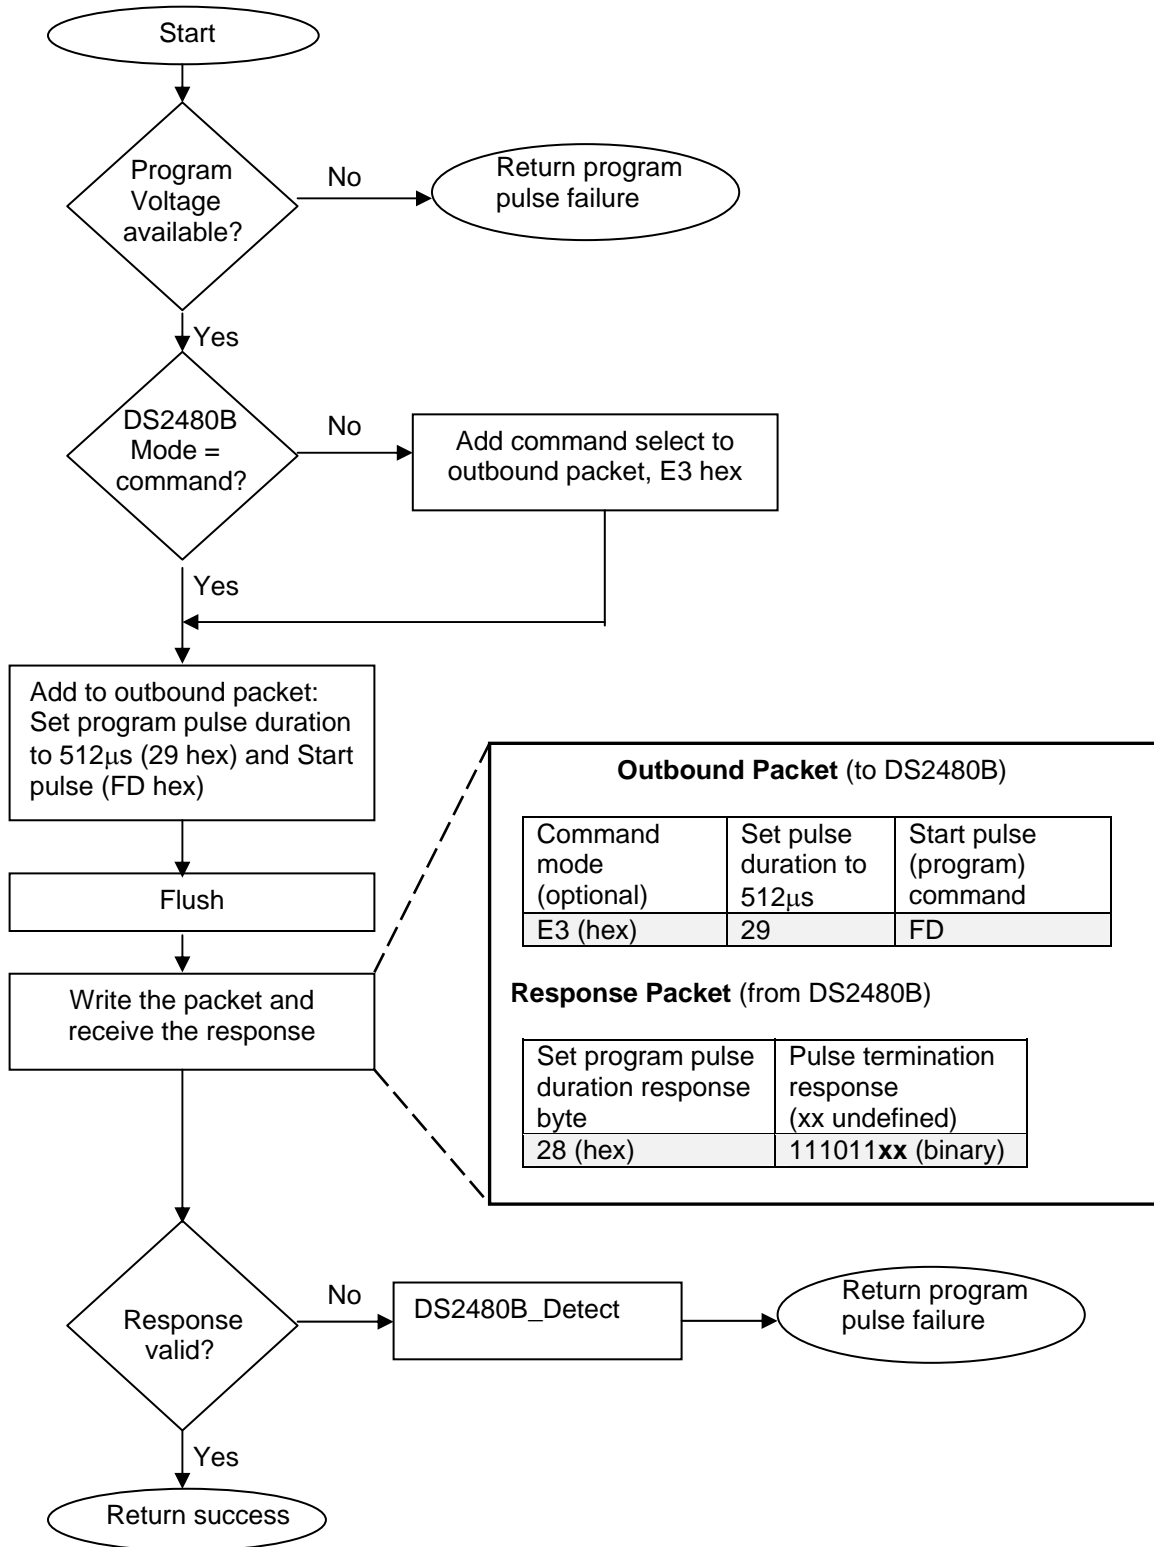 Start
Program
Voltage
available?
No
Return program
pulse failure
Yes
DS2480B
Mode =
command?
No
Add command select to
outbound packet, E3 hex
Yes
Add to outbound packet:
Set program pulse duration
to 512µs (29 hex) and Start
pulse (FD hex)
Flush
Write the packet and
receive the response
Outbound Packet (to DS2480B)
Command
mode
(optional)
Set pulse
duration to
512µs
Start pulse
(program)
command
E3 (hex)
29
FD
Response Packet (from DS2480B)
Set program pulse
duration response
byte
Pulse termination
response
(xx undefined)
28 (hex)
111011xx (binary)
Response
valid?
No
DS2480B_Detect
Return program
pulse failure
Yes
Return success